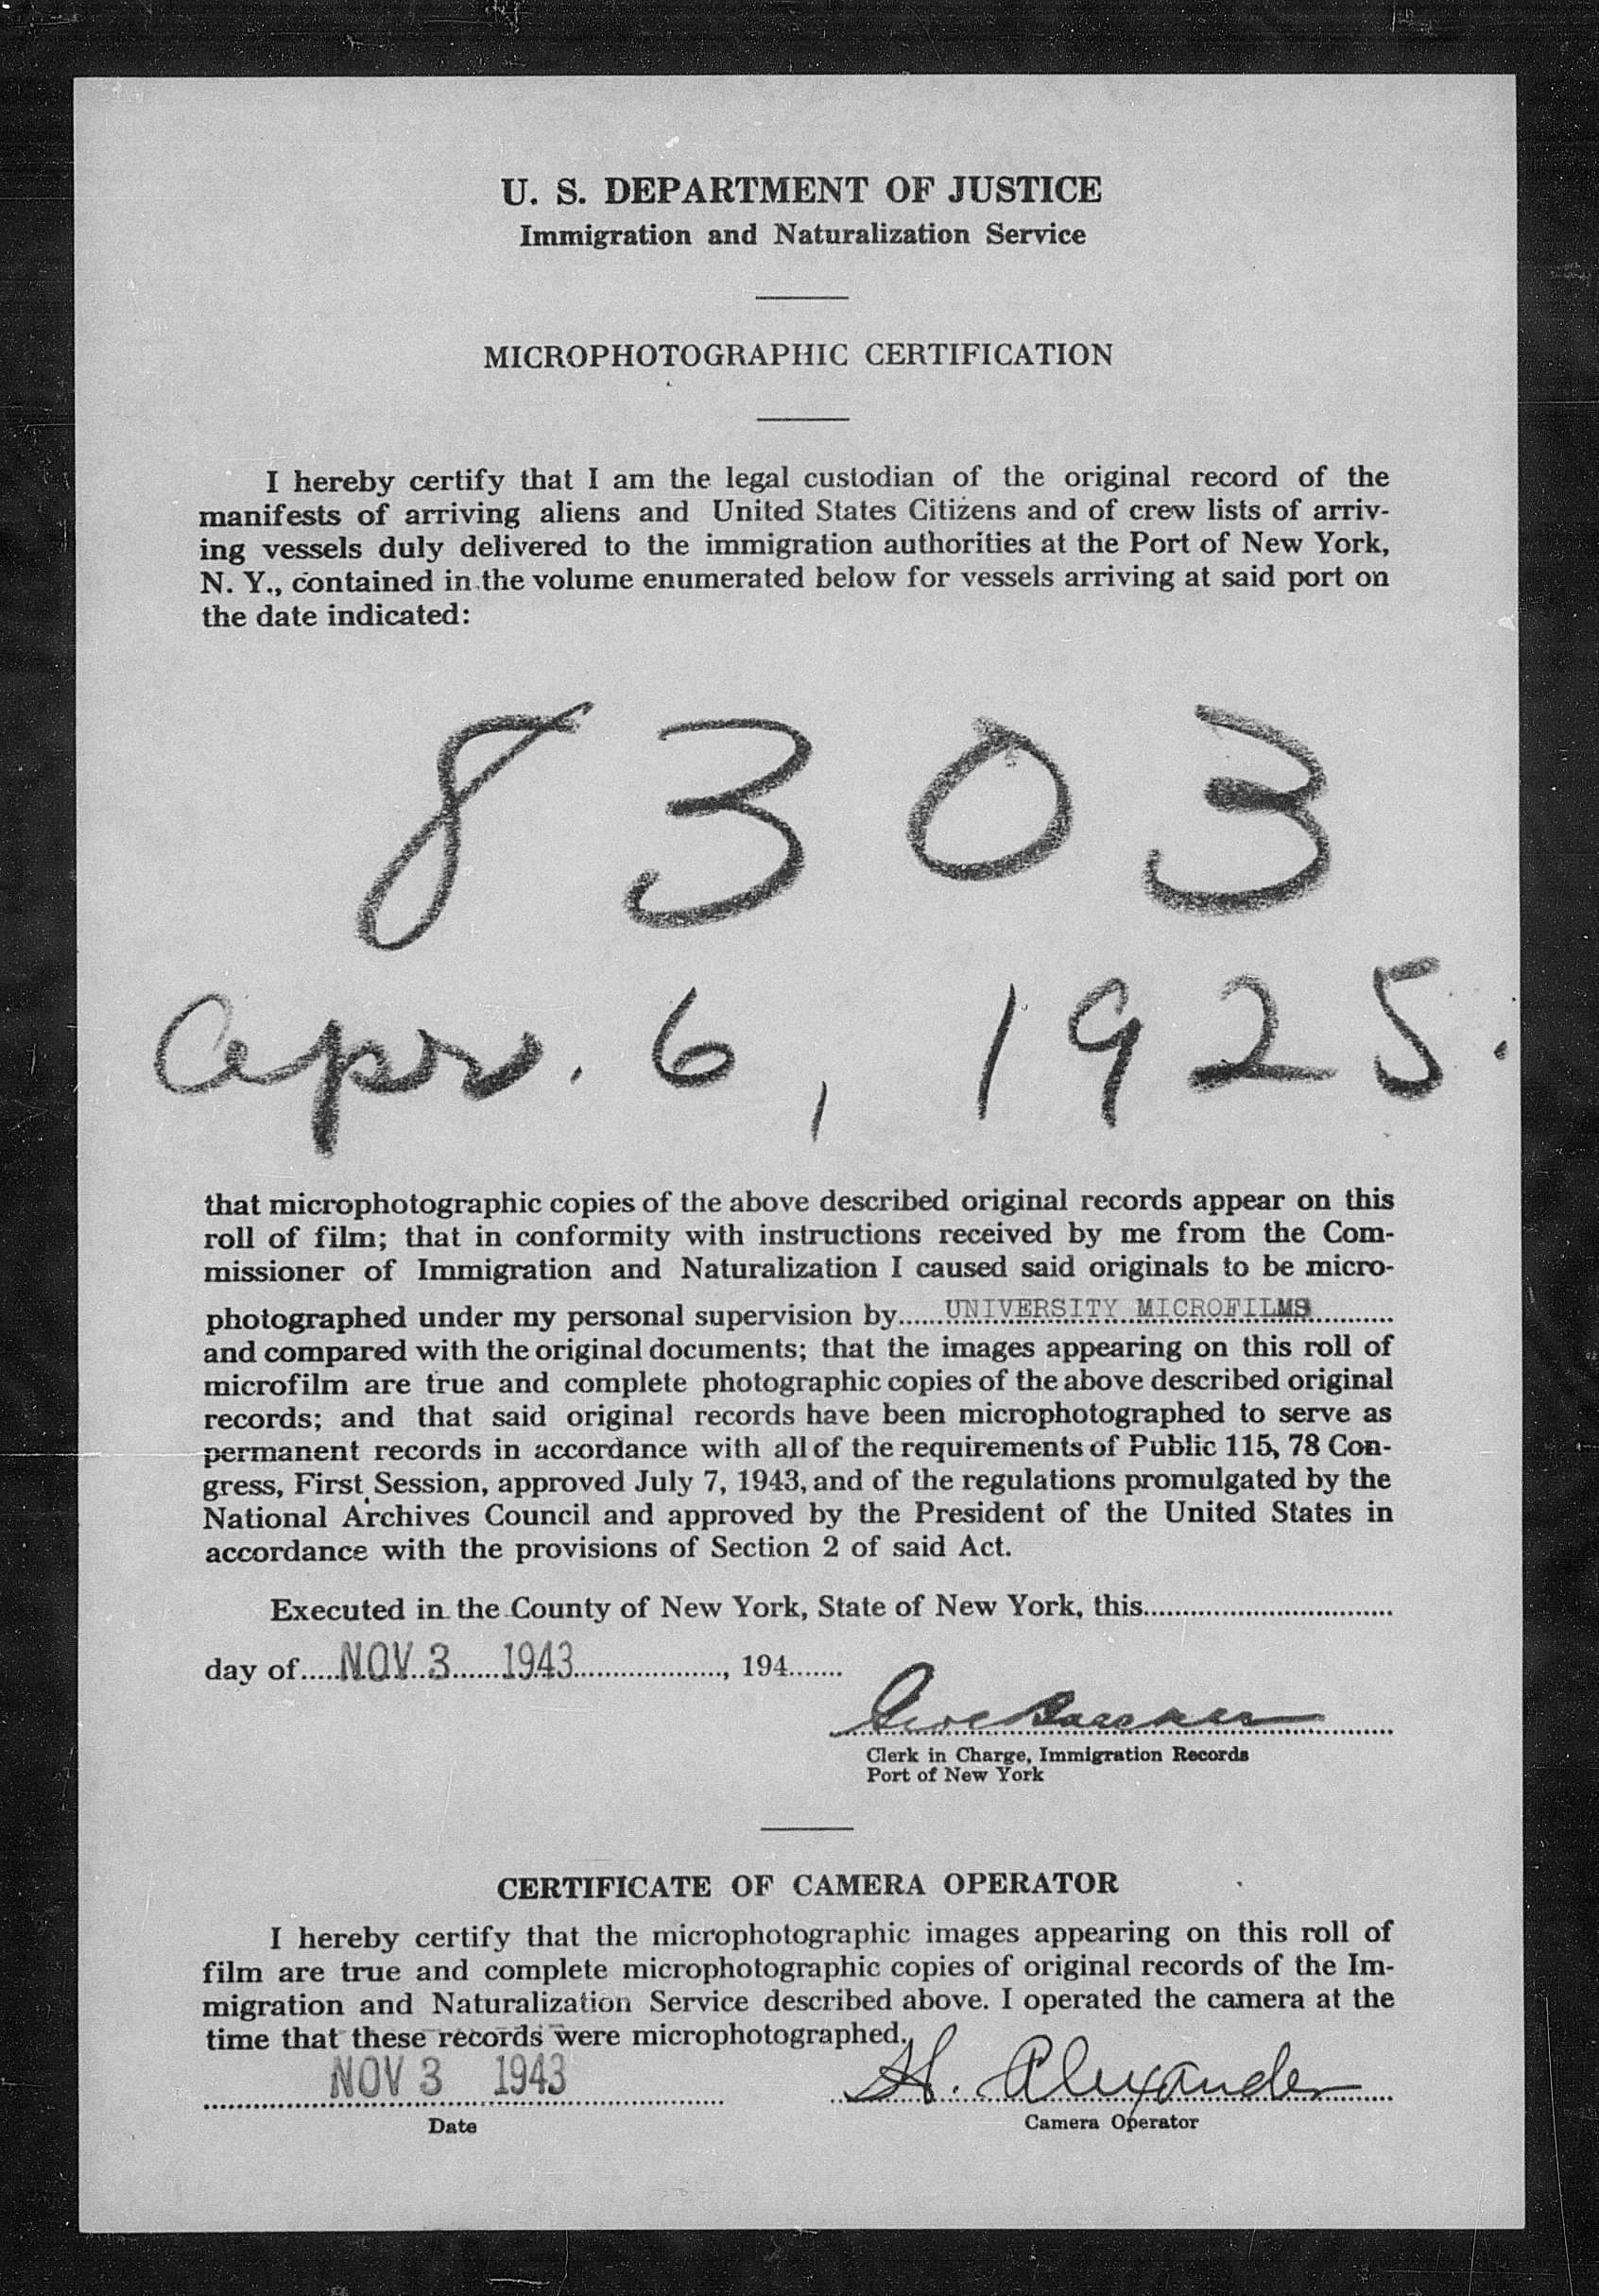 U. S. DEPARTMENT OF JUSTICE
Immigration and Naturalization Service
MICROPHOTOGRAPHIC CERTIFICATION
I hereby certify that I am the legal custodian of the original record of the
manifests of arriving aliens and United States Citizens and of crew lists of arriv-
ing vessels duly delivered to the immigration authorities at the Port of New York,
N. Y., contained in the volume enumerated below for vessels arriving at said port on
the date indicated:
8303
Apr. 6, 1925.
that microphotographic copies of the above described original records appear on this
roll of film; that in conformity with instructions received by me from the Com-
missioner of Immigration and Naturalization I caused said originals to be micro-
photographed under my personal supervision by UNIVERSITY MICROFILMS
and compared with the original documents; that the images appearing on this roll of
microfilm are true and complete photographic copies of the above described original
records; and that said original records have been microphotographed to serve as
permanent records in accordance with all of the requirements of Public 115, 78 Con-
gress, First Session, approved July 7, 1943, and of the regulations promulgated by the
National Archives Council and approved by the President of the United States in
accordance with the provisions of Section 2 of said Act.
Executed in the County of New York, State of New York, this
day of NOV 3 1943, 194
Clerk in Charge, Immigration Records
Port of New York
CERTIFICATE OF CAMERA OPERATOR
I hereby certify that the microphotographic images appearing on this roll of
film are true and complete microphotographic copies of original records of the Im-
migration and Naturalization Service described above. I operated the camera at the
time that these records were microphotographed.
NOV 3 1943 H. Alexander
Date Camera Operator